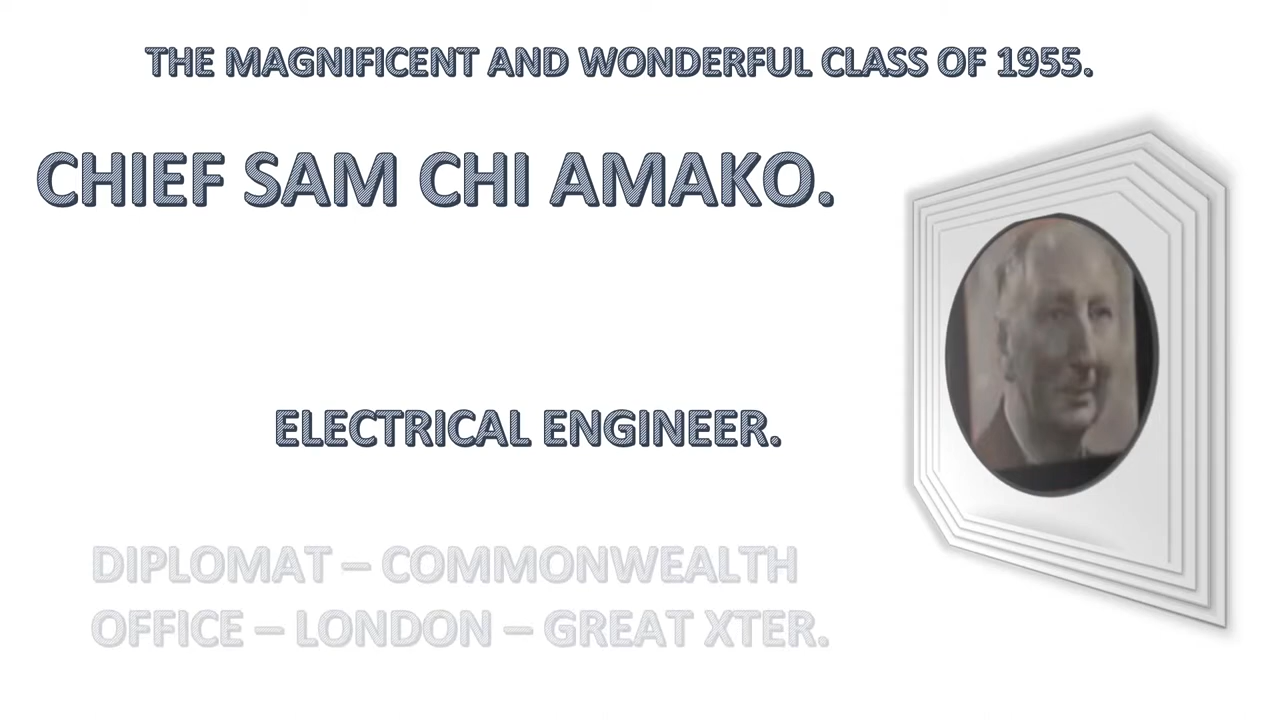 THE MAGNIFICENT AND WONDERFUL CLASS OF 1955.
CHIEF SAM CHI AMAKO.
ELECTRICAL ENGINEER.
DIPLOMAT – COMMONWEALTH
OFFICE – LONDON – GREAT XTER.